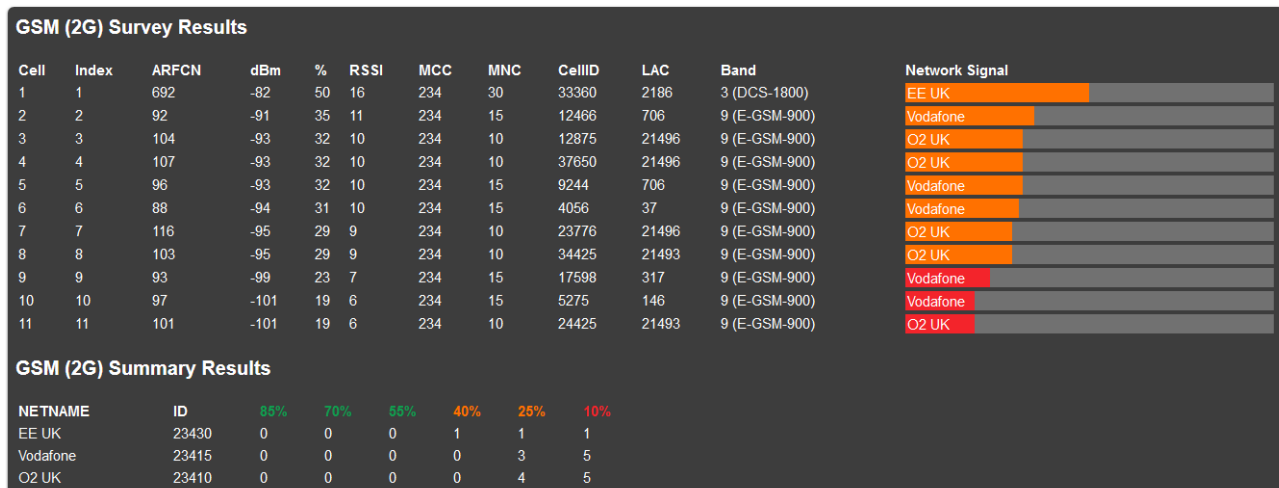 GSM (2G) Survey Results
Cell Index ARFCN dBm % RSSI MCC MNC CellID LAC Band Network Signal
1 1 692 -82 50 16 234 30 33360 2186 3 (DCS-1800) EE UK
2 2 92 -91 35 11 234 15 12466 706 9 (E-GSM-900) Vodafone
3 3 104 -93 32 10 234 10 12875 21496 9 (E-GSM-900) O2 UK
4 4 107 -93 32 10 234 10 37650 21496 9 (E-GSM-900) O2 UK
5 5 96 -93 32 10 234 15 9244 706 9 (E-GSM-900) Vodafone
6 6 88 -94 31 10 234 15 4056 37 9 (E-GSM-900) Vodafone
7 7 116 -95 29 9 234 10 23776 21496 9 (E-GSM-900) O2 UK
8 8 103 -95 29 9 234 10 34425 21493 9 (E-GSM-900) O2 UK
9 9 93 -99 23 7 234 15 17598 317 9 (E-GSM-900) Vodafone
10 10 97 -101 19 6 234 15 5275 146 9 (E-GSM-900) Vodafone
11 11 101 -101 19 6 234 10 24425 21493 9 (E-GSM-900) O2 UK
GSM (2G) Summary Results
NETNAME ID 85% 70% 55% 40% 25% 10%
EE UK 23430 0 0 0 1 1 1
Vodafone 23415 0 0 0 0 3 5
O2 UK 23410 0 0 0 0 4 5